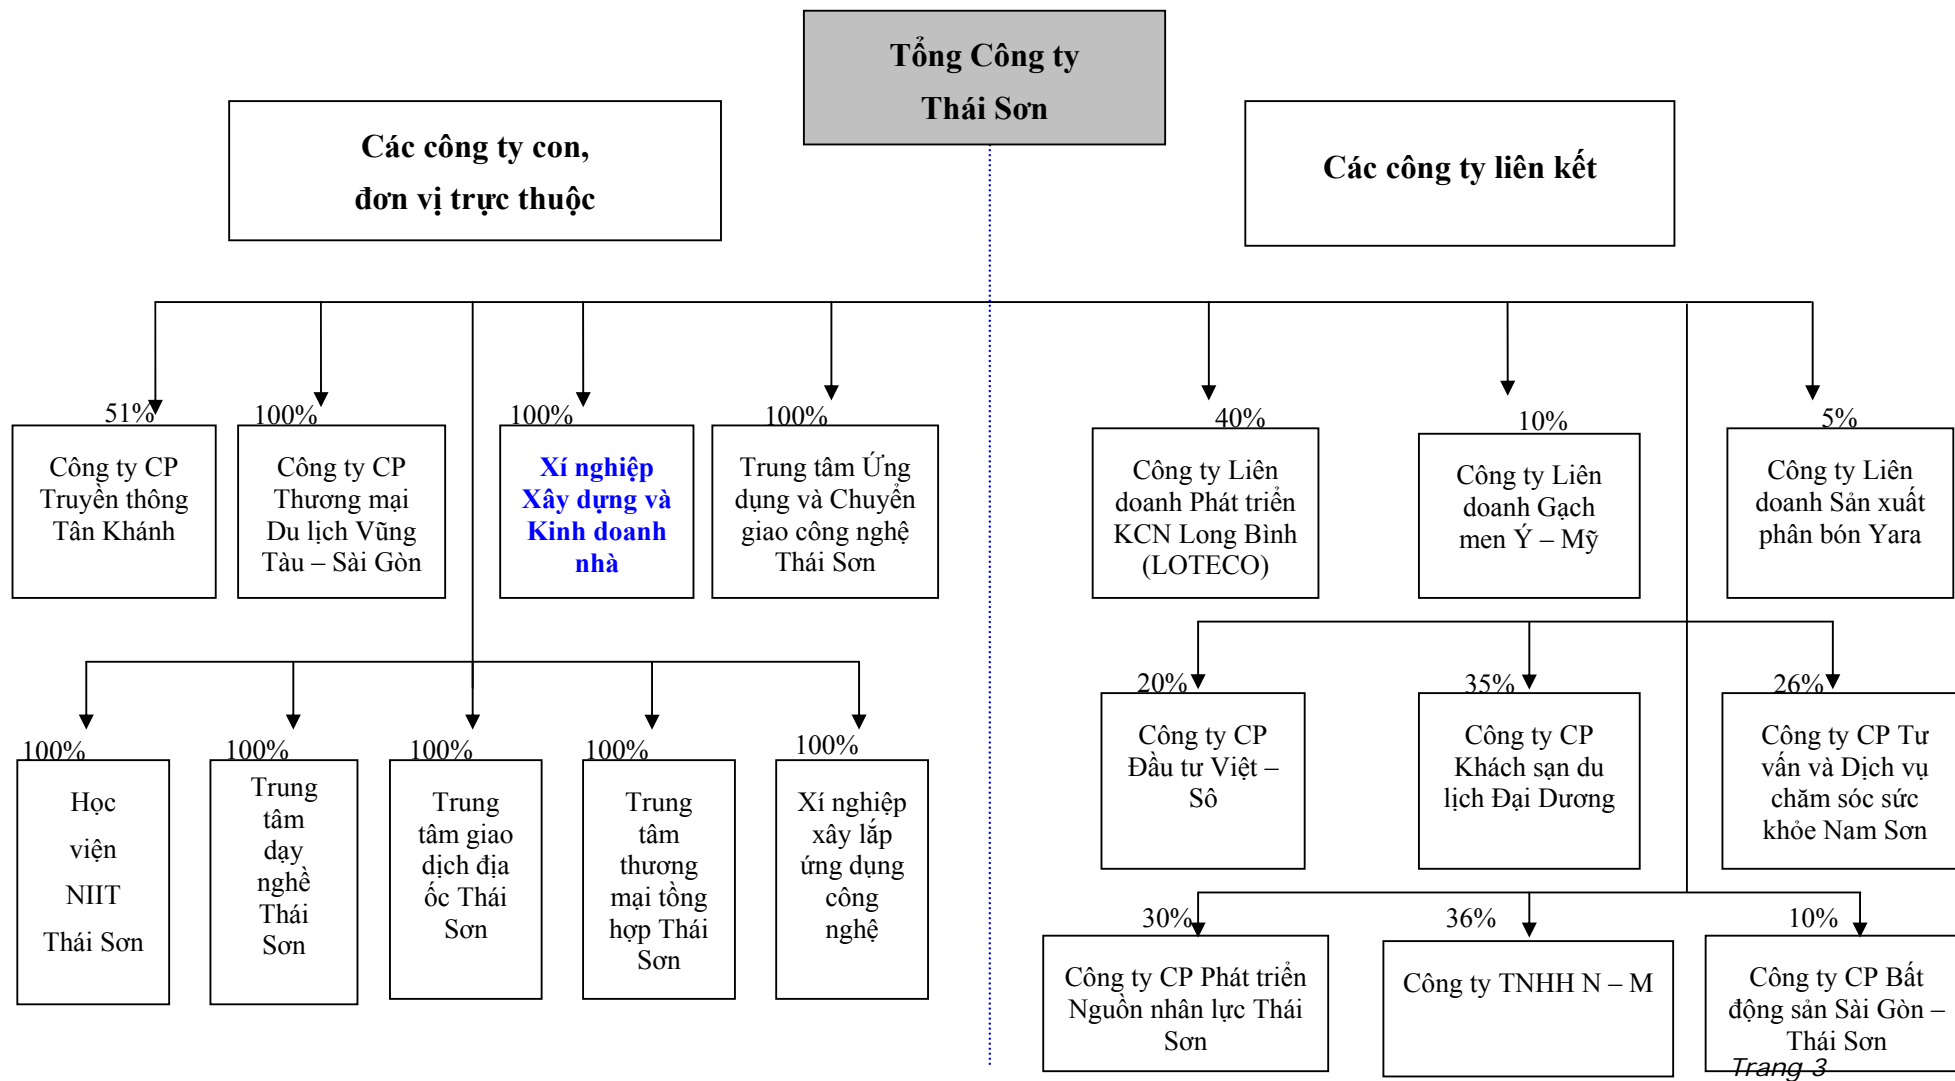 Tổng Công ty
Thái Sơn
Các công ty con,
đơn vị trực thuộc
Các công ty liên kết
51%
Công ty CP
Truyền thông
Tân Khánh
100%
Công ty CP
Thương mại
Du lịch Vũng
Tàu – Sài Gòn
100%
Xí nghiệp
Xây dựng và
Kinh doanh
nhà
100%
Trung tâm Ứng
dụng và Chuyển
giao công nghệ
Thái Sơn
40%
Công ty Liên
doanh Phát triển
KCN Long Bình
(LOTECO)
10%
Công ty Liên
doanh Gạch
men Ý – Mỹ
5%
Công ty Liên
doanh Sản xuất
phân bón Yara
100%
Học
viện
NIIT
Thái Sơn
100%
Trung
tâm
dạy
nghề
Thái
Sơn
100%
Trung
tâm giao
dịch địa
ốc Thái
Sơn
100%
Trung
tâm
thương
mại tồng
hợp Thái
Sơn
100%
Xí nghiệp
xây lắp
ứng dụng
công
nghệ
20%
Công ty CP
Đầu tư Việt –
Sô
35%
Công ty CP
Khách sạn du
lịch Đại Dương
26%
Công ty CP Tư
vấn và Dịch vụ
chăm sóc sức
khỏe Nam Sơn
30%
Công ty CP Phát triển
Nguồn nhân lực Thái
Sơn
36%
Công ty TNHH N – M
10%
Công ty CP Bất
động sản Sài Gòn –
Thái Sơn
Trang 3